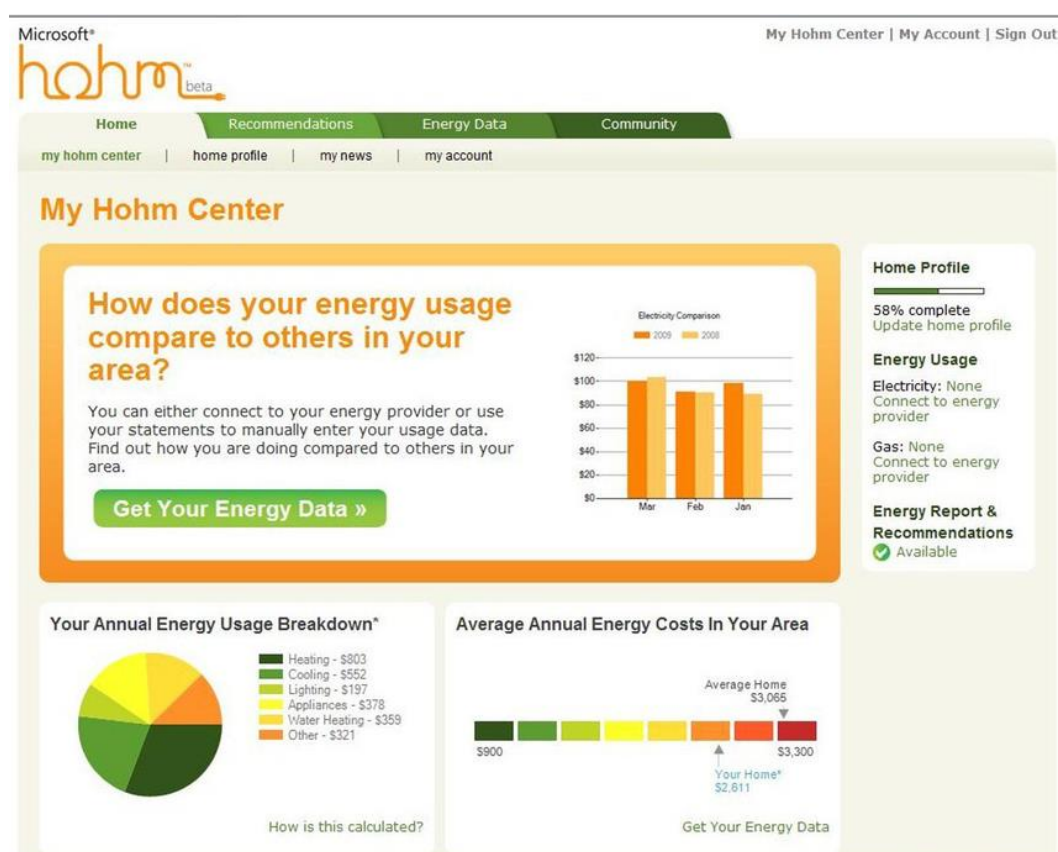 Microsoft®
My Hohm Center | My Account | Sign Out
hohm™ beta
Home Recommendations Energy Data Community
my hohm center | home profile | my news | my account
My Hohm Center
How does your energy usage
compare to others in your
area?
You can either connect to your energy provider or use
your statements to manually enter your usage data.
Find out how you are doing compared to others in your
area.
Get Your Energy Data »
Electricity Comparison
2009 2008
$120
$100
$80
$60
$40
$20
$0
Mar Feb Jan
Home Profile
58% complete
Update home profile
Energy Usage
Electricity: None
Connect to energy
provider
Gas: None
Connect to energy
provider
Energy Report &
Recommendations
Available
Your Annual Energy Usage Breakdown*
Heating - $803
Cooling - $552
Lighting - $197
Appliances - $378
Water Heating - $359
Other - $321
How is this calculated?
Average Annual Energy Costs In Your Area
Average Home
$3,065
$900 $3,300
Your Home*
$2,611
Get Your Energy Data